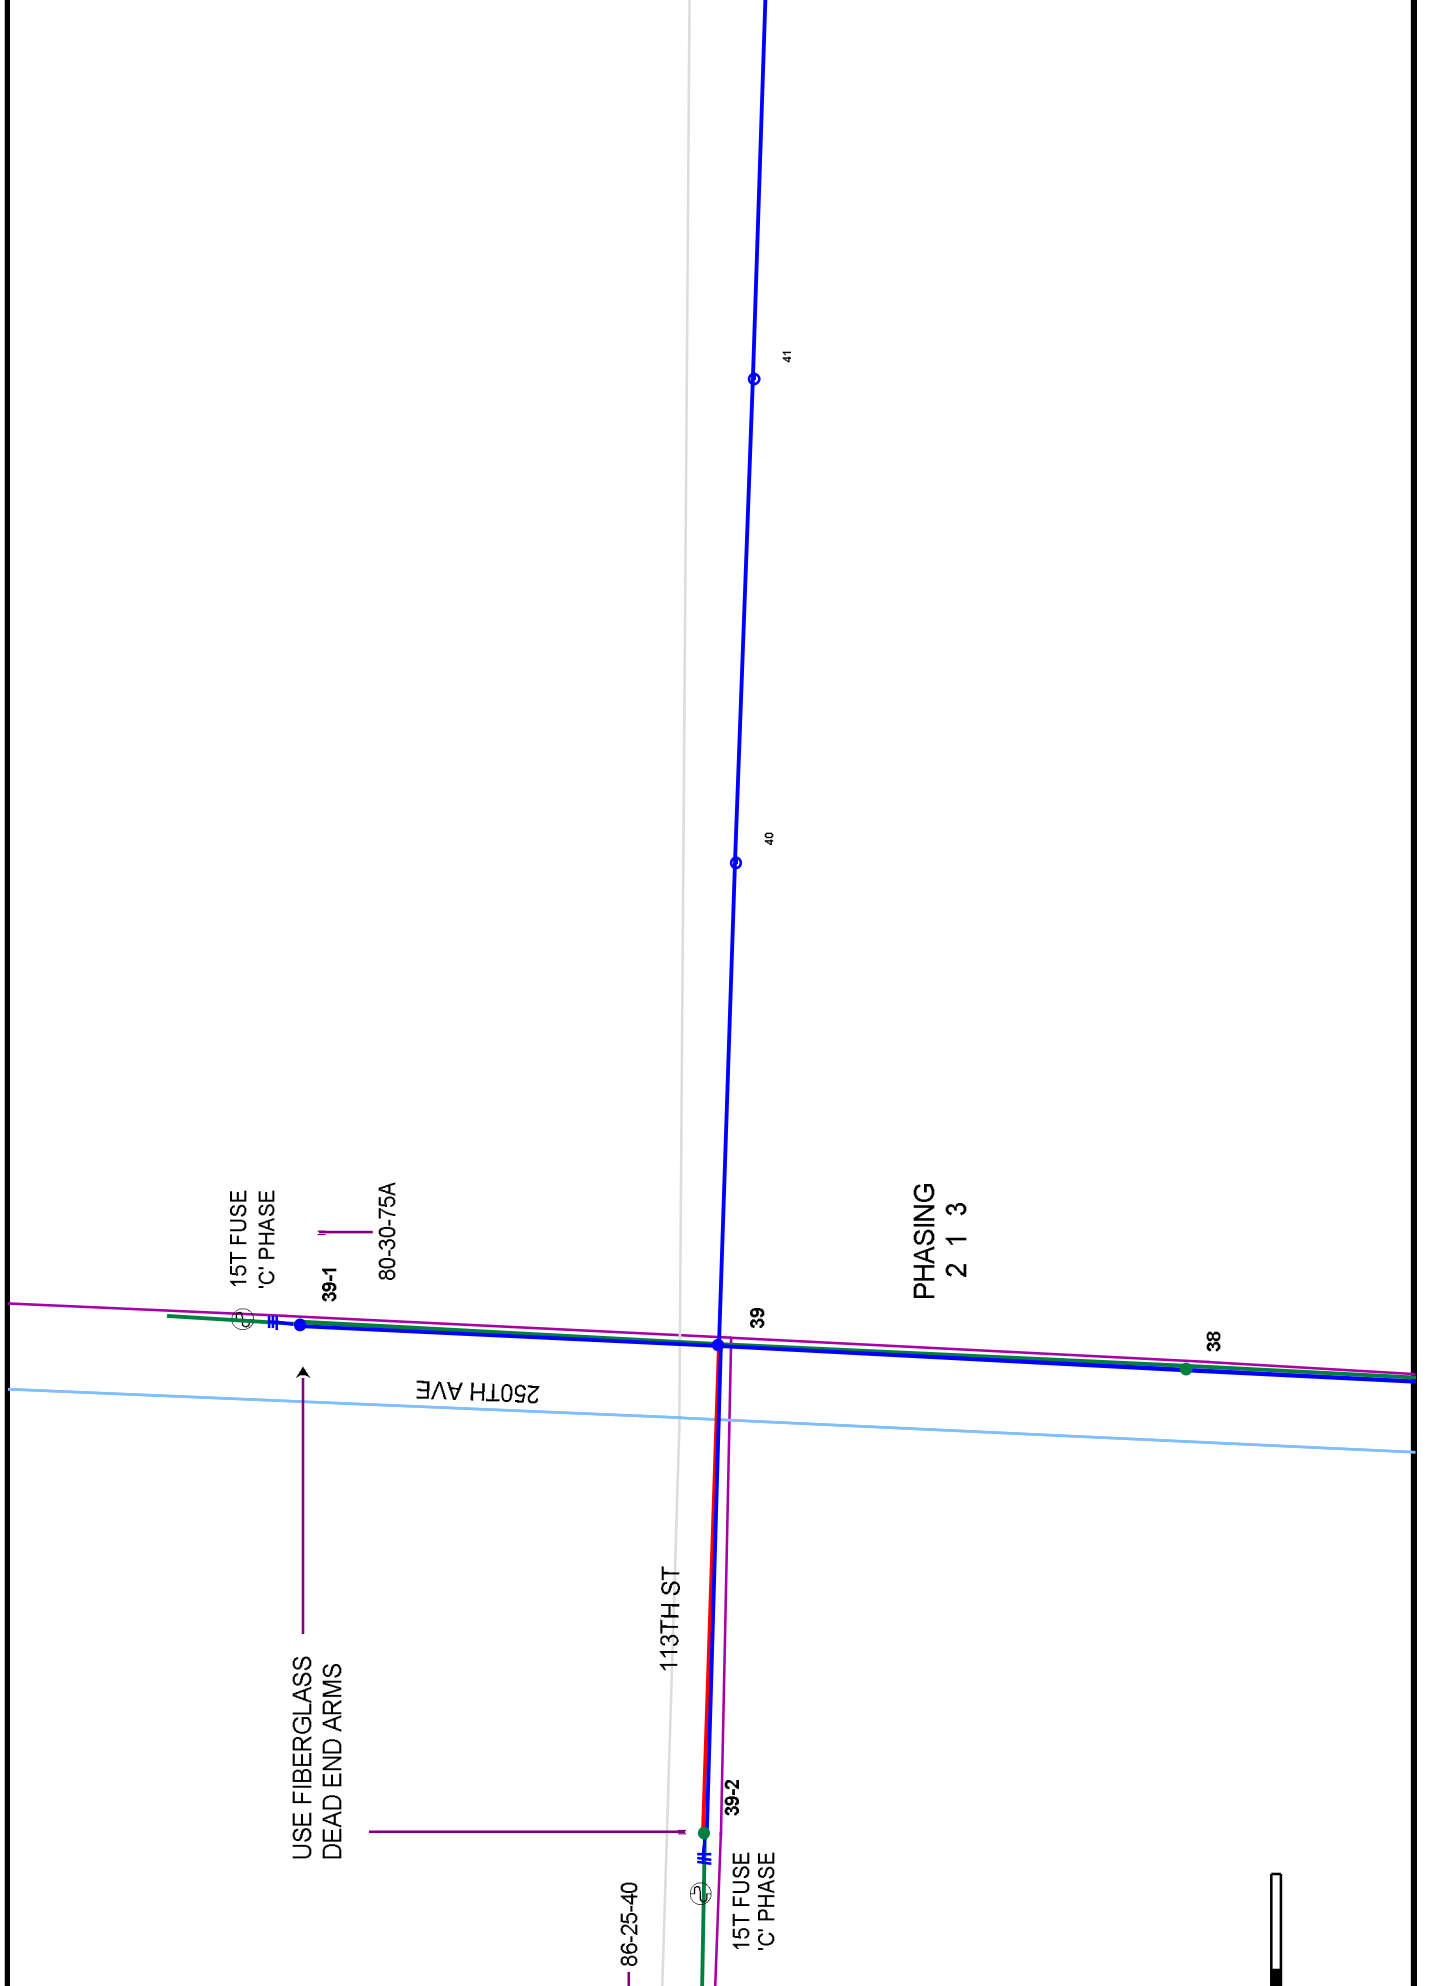 15T FUSE
'C' PHASE
39-1
80-30-75A
250TH AVE
USE FIBERGLASS
DEAD END ARMS
113TH ST
39-2
15T FUSE
'C' PHASE
86-25-40
39
40
41
PHASING
2 1 3
38